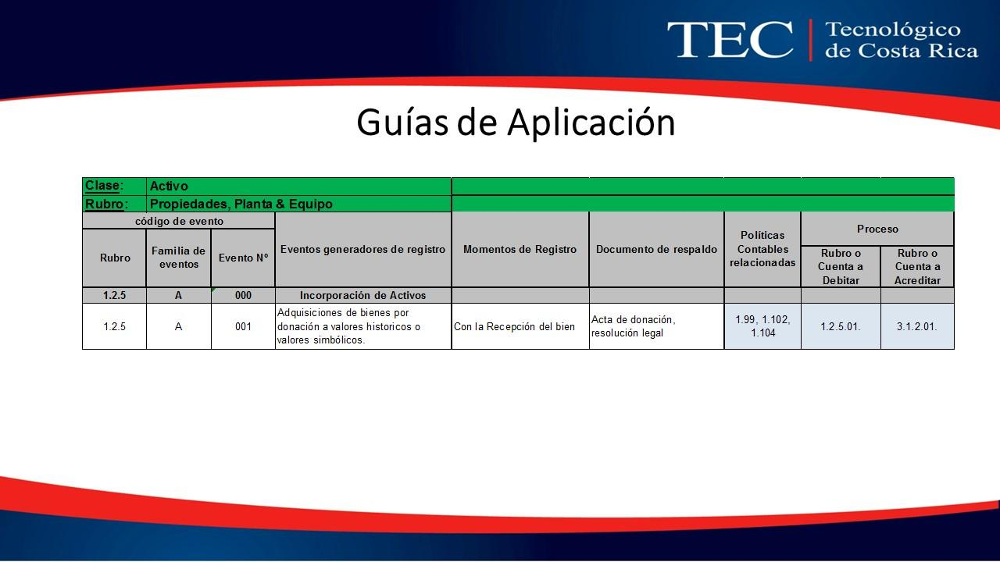 TEC
Tecnológico
de Costa Rica
Guías de Aplicación
Clase: Activo
Rubro: Propiedades, Planta & Equipo
código de evento
Rubro
Familia de
eventos
Evento Nº
Eventos generadores de registro
Momentos de Registro
Documento de respaldo
Políticas
Contables
relacionadas
Proceso
Rubro o
Cuenta a
Debitar
Rubro o
Cuenta a
Acreditar
1.2.5 A 000 Incorporación de Activos
1.2.5 A 001
Adquisiciones de bienes por
donación a valores historicos o
valores simbólicos.
Con la Recepción del bien
Acta de donación,
resolución legal
1.99, 1.102,
1.104
1.2.5.01.
3.1.2.01.